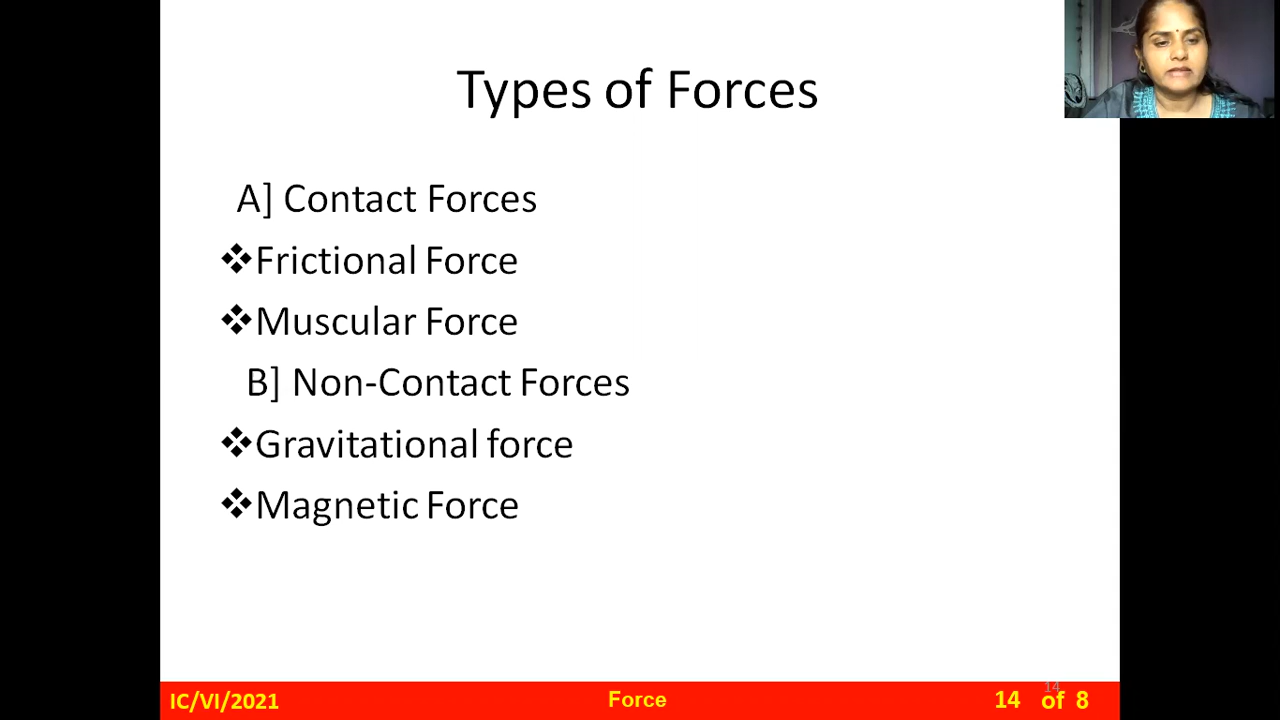 Types of Forces
A] Contact Forces
❖Frictional Force
❖Muscular Force
B] Non-Contact Forces
❖Gravitational force
❖Magnetic Force
IC/VI/2021
Force
14 of 8
14